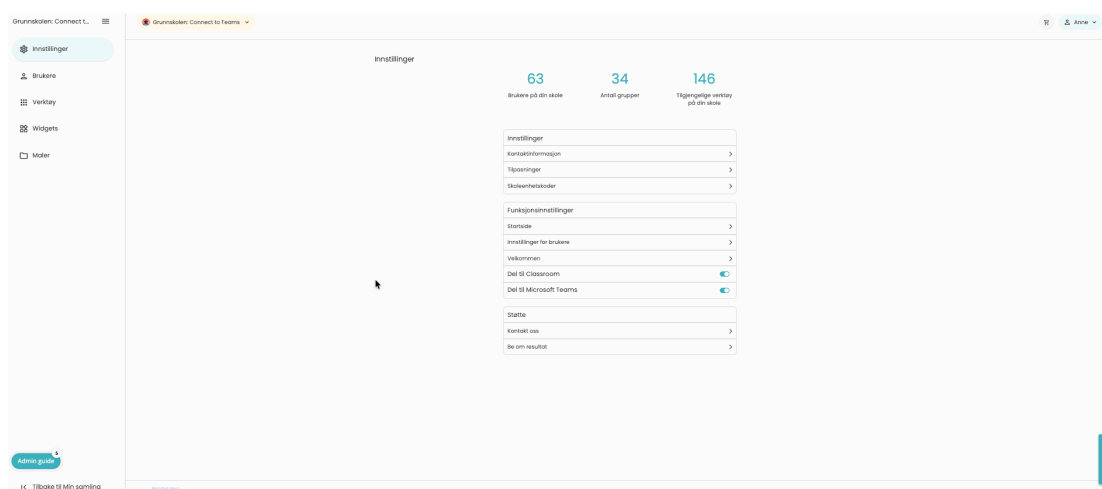 Grunnskolen: Connect t...
Grunnskolen: Connect to Teams
Anne
Innstillinger
Brukere
Verktøy
Widgets
Maler
Innstillinger
63
34
146
Brukere på din skole
Antall grupper
Tilgjengelige verktøy
på din skole
Innstillinger
Kontaktinformasjon
Tilpasninger
Skoleenhetskoder
Funksjonsinnstillinger
Startside
Innstillinger for brukere
Velkommen
Del til Classroom
Del til Microsoft Teams
Støtte
Kontakt oss
Be om resultat
5
Admin guide
Tilbake til Min samling